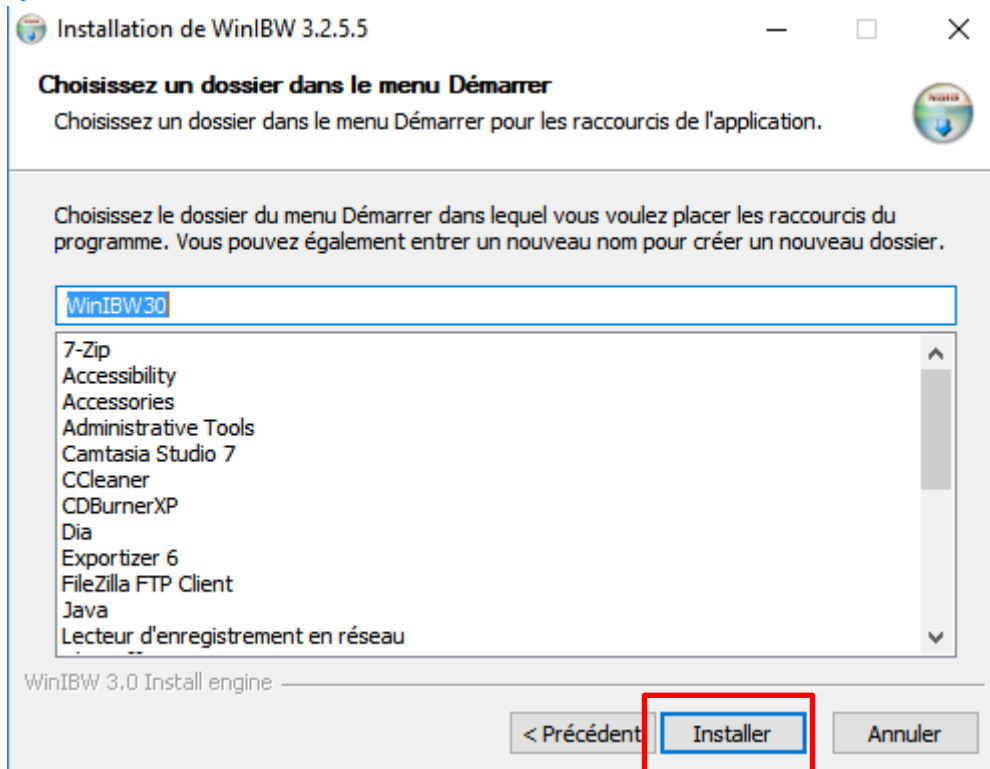 Installation de WinIBW 3.2.5.5
Choisissez un dossier dans le menu Démarrer
Choisissez un dossier dans le menu Démarrer pour les raccourcis de l'application.
Choisissez le dossier du menu Démarrer dans lequel vous voulez placer les raccourcis du
programme. Vous pouvez également entrer un nouveau nom pour créer un nouveau dossier.
WinIBW30
7-Zip
Accessibility
Accessories
Administrative Tools
Camtasia Studio 7
CCleaner
CDBurnerXP
Dia
Exportizer 6
FileZilla FTP Client
Java
Lecteur d'enregistrement en réseau
WinIBW 3.0 Install engine
< Précédent Installer Annuler